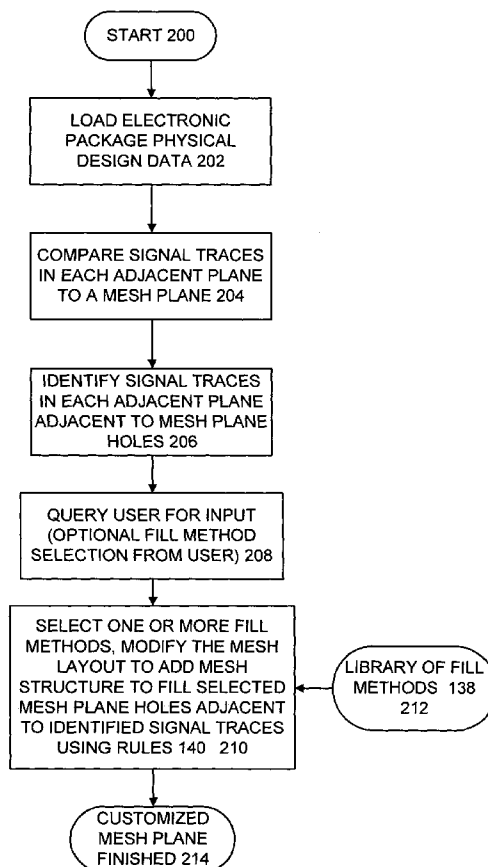 START 200
LOAD ELECTRONIC
PACKAGE PHYSICAL
DESIGN DATA 202
COMPARE SIGNAL TRACES
IN EACH ADJACENT PLANE
TO A MESH PLANE 204
IDENTIFY SIGNAL TRACES
IN EACH ADJACENT PLANE
ADJACENT TO MESH PLANE
HOLES 206
QUERY USER FOR INPUT
(OPTIONAL FILL METHOD
SELECTION FROM USER) 208
SELECT ONE OR MORE FILL
METHODS, MODIFY THE MESH
LAYOUT TO ADD MESH
STRUCTURE TO FILL SELECTED
MESH PLANE HOLES ADJACENT
TO IDENTIFIED SIGNAL TRACES
USING RULES 140 210
LIBRARY OF FILL
METHODS 138
212
CUSTOMIZED
MESH PLANE
FINISHED 214